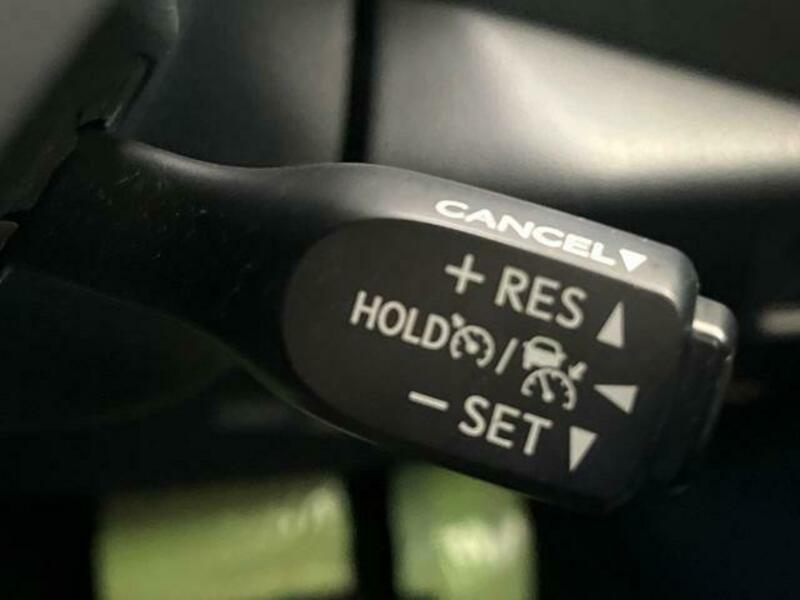 CANCEL▼
+ RES ▲
HOLD / ◀
− SET ▼